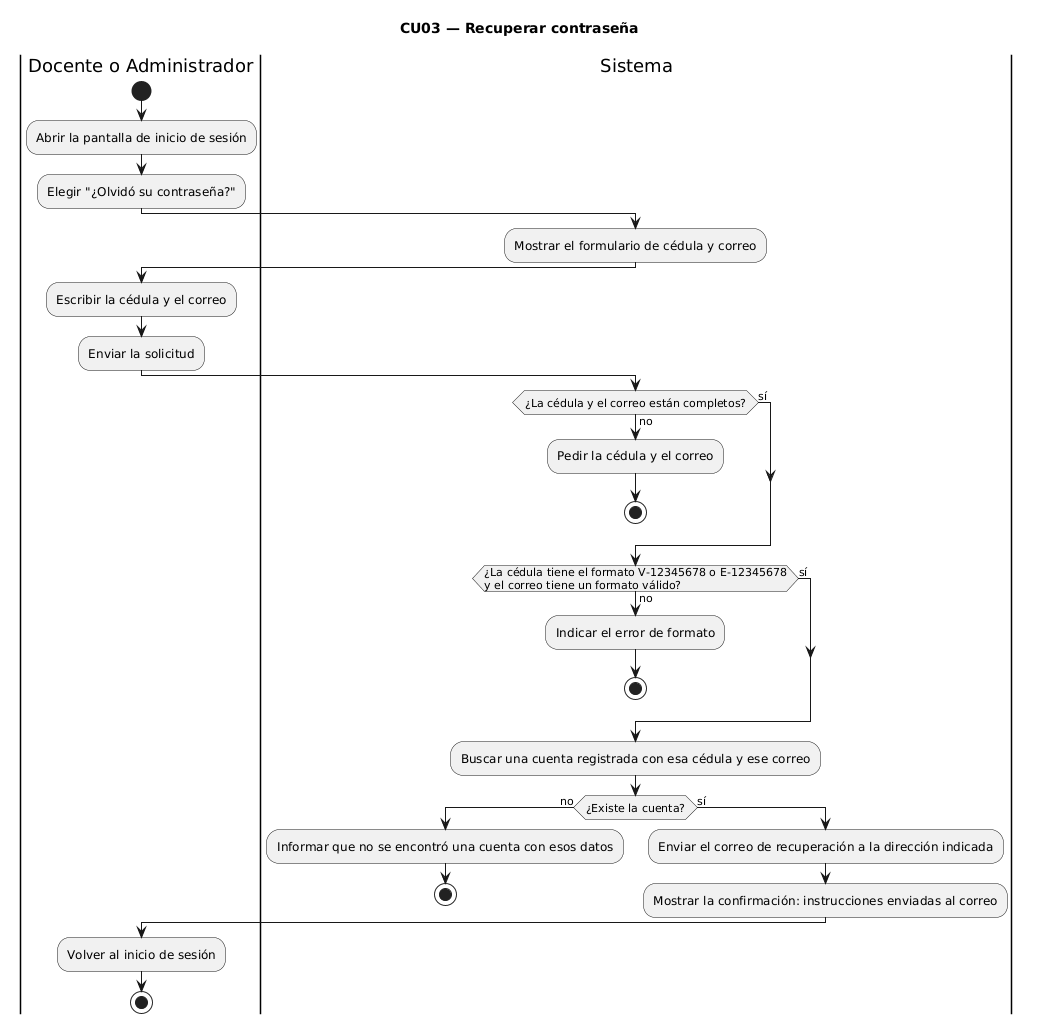 CU03 — Recuperar contraseña
Docente o Administrador
Sistema
Abrir la pantalla de inicio de sesión
Elegir "¿Olvidó su contraseña?"
Mostrar el formulario de cédula y correo
Escribir la cédula y el correo
Enviar la solicitud
¿La cédula y el correo están completos?
sí
no
Pedir la cédula y el correo
¿La cédula tiene el formato V-12345678 o E-12345678
y el correo tiene un formato válido?
sí
no
Indicar el error de formato
Buscar una cuenta registrada con esa cédula y ese correo
no
¿Existe la cuenta?
sí
Informar que no se encontró una cuenta con esos datos
Enviar el correo de recuperación a la dirección indicada
Mostrar la confirmación: instrucciones enviadas al correo
Volver al inicio de sesión